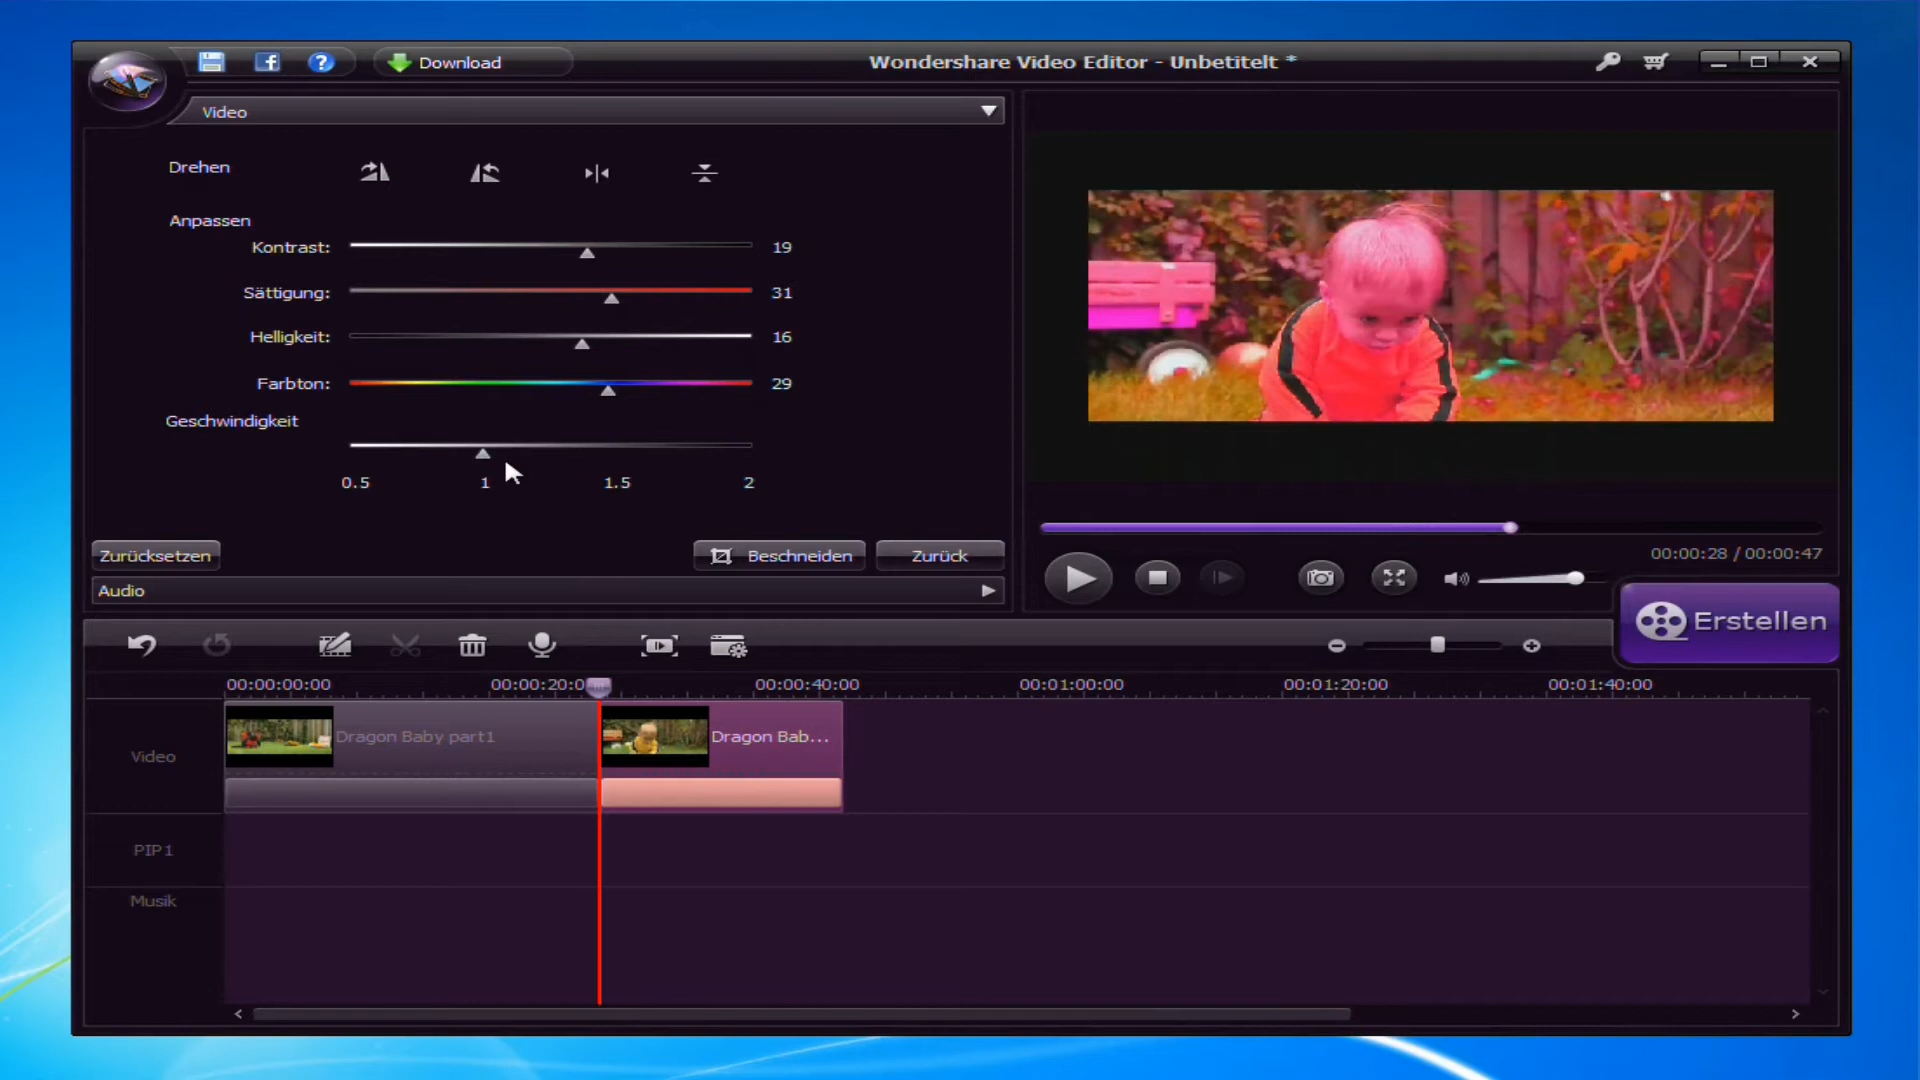 Download
Wondershare Video Editor - Unbetitelt *
Video
Drehen
Anpassen
Kontrast: 19
Sättigung: 31
Helligkeit: 16
Farbton: 29
Geschwindigkeit
0.5 1 1.5 2
Zurücksetzen Beschneiden Zurück
Audio
00:00:28 / 00:00:47
Erstellen
00:00:00:00 00:00:20:0 00:00:40:00 00:01:00:00 00:01:20:00 00:01:40:00
Video
Dragon Baby part1
Dragon Bab...
PIP1
Musik